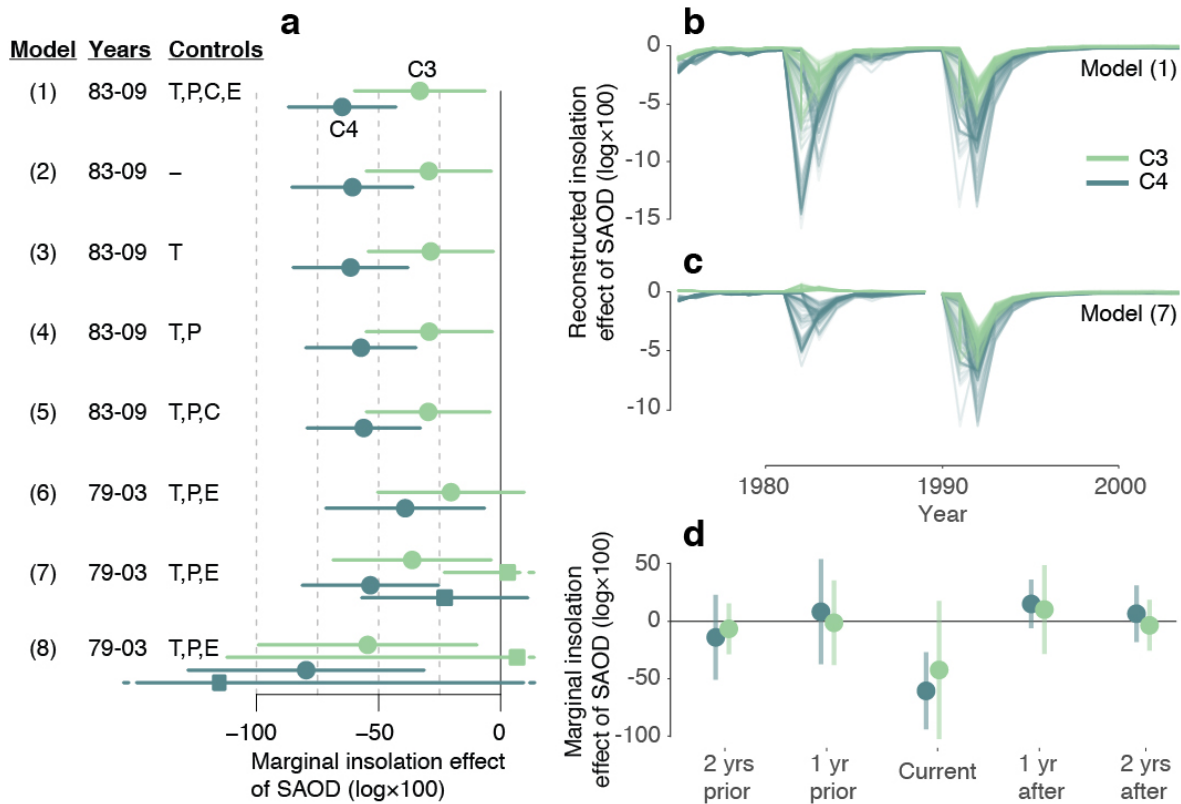 a
Model Years Controls
(1) 83-09 T,P,C,E
C3
C4
(2) 83-09 –
(3) 83-09 T
(4) 83-09 T,P
(5) 83-09 T,P,C
(6) 79-03 T,P,E
(7) 79-03 T,P,E
(8) 79-03 T,P,E
−100 −50 0
Marginal insolation effect
of SAOD (log×100)
b
Reconstructed insolation
effect of SAOD (log×100)
0
-5
-10
-15
Model (1)
C3
C4
c
0
-5
-10
Model (7)
1980 1990 2000
Year
d
Marginal insolation
effect of SAOD (log×100)
50
0
-50
-100
2 yrs
prior
1 yr
prior
Current
1 yr
after
2 yrs
after